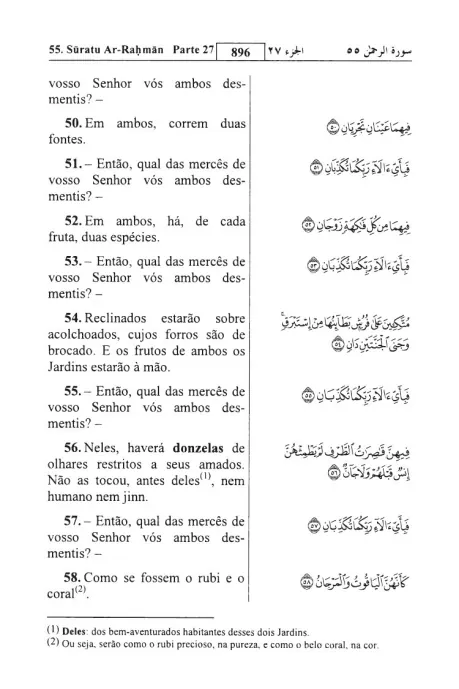 55. Sūratu Ar-Raḥmān Parte 27 896 الجزء ٢٧ سورة الرحمن ٥٥
vosso Senhor vós ambos des-
mentis? –
50. Em ambos, correm duas
fontes.
فِيهِمَا عَيْنَانِ تَجْرِيَانِ ۝٥٠
51. – Então, qual das mercês de
vosso Senhor vós ambos des-
mentis? –
فَبِأَيِّ ءَالَآءِ رَبِّكُمَا تُكَذِّبَانِ ۝٥١
52. Em ambos, há, de cada
fruta, duas espécies.
فِيهِمَا مِن كُلِّ فَٰكِهَةٍ زَوْجَانِ ۝٥٢
53. – Então, qual das mercês de
vosso Senhor vós ambos des-
mentis? –
فَبِأَيِّ ءَالَآءِ رَبِّكُمَا تُكَذِّبَانِ ۝٥٣
54. Reclinados estarão sobre
acolchoados, cujos forros são de
brocado. E os frutos de ambos os
Jardins estarão à mão.
مُتَّكِـِٔينَ عَلَىٰ فُرُشٍۭ بَطَآئِنُهَا مِنْ إِسْتَبْرَقٍ ۚ
وَجَنَى ٱلْجَنَّتَيْنِ دَانٍ ۝٥٤
55. – Então, qual das mercês de
vosso Senhor vós ambos des-
mentis? –
فَبِأَيِّ ءَالَآءِ رَبِّكُمَا تُكَذِّبَانِ ۝٥٥
56. Neles, haverá donzelas de
olhares restritos a seus amados.
Não as tocou, antes deles(1), nem
humano nem jinn.
فِيهِنَّ قَٰصِرَٰتُ ٱلطَّرْفِ لَمْ يَطْمِثْهُنَّ
إِنسٌ قَبْلَهُمْ وَلَا جَآنٌّ ۝٥٦
57. – Então, qual das mercês de
vosso Senhor vós ambos des-
mentis? –
فَبِأَيِّ ءَالَآءِ رَبِّكُمَا تُكَذِّبَانِ ۝٥٧
58. Como se fossem o rubi e o
coral(2).
كَأَنَّهُنَّ ٱلْيَاقُوتُ وَٱلْمَرْجَانُ ۝٥٨
(1) Deles: dos bem-aventurados habitantes desses dois Jardins.
(2) Ou seja, serão como o rubi precioso, na pureza, e como o belo coral, na cor.